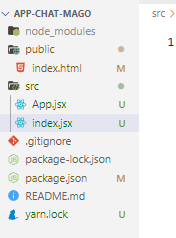 APP-CHAT-MAGO
src >
node_modules
public
index.html M
1
src
App.jsx U
index.jsx U
.gitignore
package-lock.json
package.json M
README.md
yarn.lock U